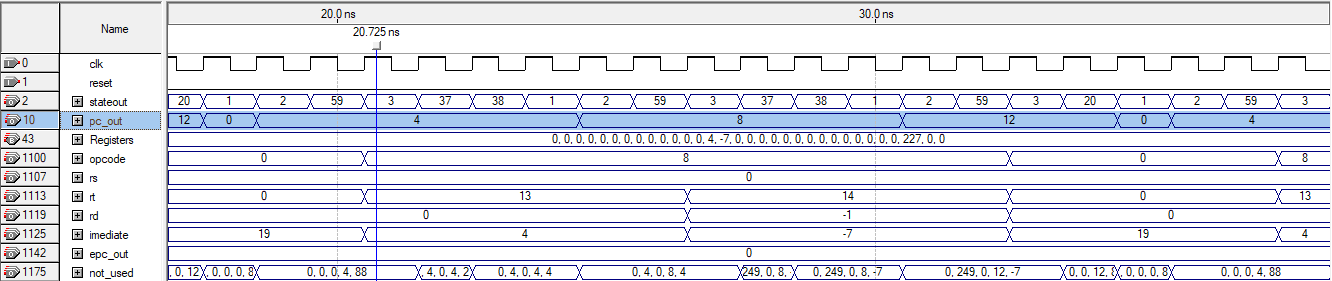 Name
20.0 ns
30.0 ns
20.725 ns
0 clk
1 reset
2 stateout 20 1 2 59 3 37 38 1 2 59 3 37 38 1 2 59 3 20 1 2 59 3
10 pc_out 12 0 4 8 12 0 4
43 Registers 0, 0, 0, 0, 0, 0, 0, 0, 0, 0, 0, 0, 0, 4, -7, 0, 0, 0, 0, 0, 0, 0, 0, 0, 0, 0, 0, 0, 0, 227, 0, 0
1100 opcode 0 8 0 8
1107 rs 0
1113 rt 0 13 14 0 13
1119 rd 0 -1 0
1125 imediate 19 4 -7 19 4
1142 epc_out 0
1175 not_used , 0, 12 0, 0, 0, 8 0, 0, 0, 4, 88 , 4, 0, 4, 2 0, 4, 0, 4, 4 0, 4, 0, 8, 4 249, 0, 8, 0, 249, 0, 8, -7 0, 249, 0, 12, -7 , 0, 0, 12, 0, 0, 0, 8 0, 0, 0, 4, 88